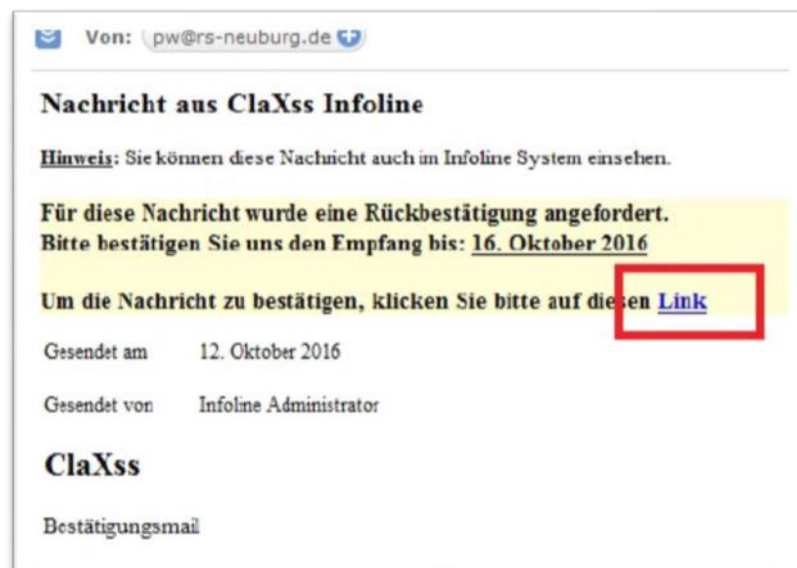 Von: pw@rs-neuburg.de
Nachricht aus ClaXss Infoline
Hinweis: Sie können diese Nachricht auch im Infoline System einsehen.
Für diese Nachricht wurde eine Rückbestätigung angefordert.
Bitte bestätigen Sie uns den Empfang bis: 16. Oktober 2016
Um die Nachricht zu bestätigen, klicken Sie bitte auf diesen Link
Gesendet am 12. Oktober 2016
Gesendet von Infoline Administrator
ClaXss
Bestätigungsmail